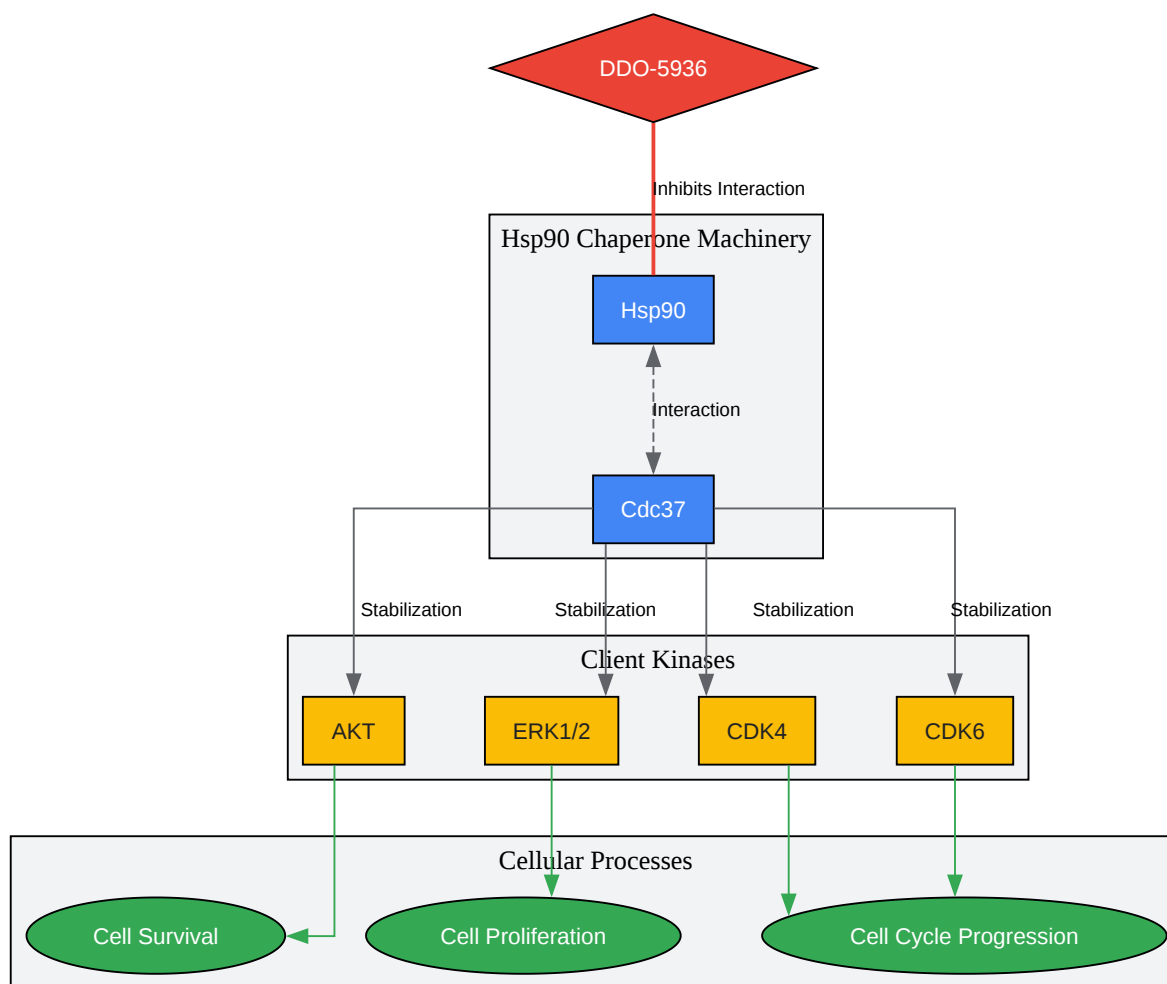 DDO-5936
Inhibits Interaction
Hsp90 Chaperone Machinery
Hsp90
Interaction
Cdc37
Stabilization
Stabilization
Stabilization
Stabilization
Client Kinases
AKT
ERK1/2
CDK4
CDK6
Cellular Processes
Cell Survival
Cell Proliferation
Cell Cycle Progression